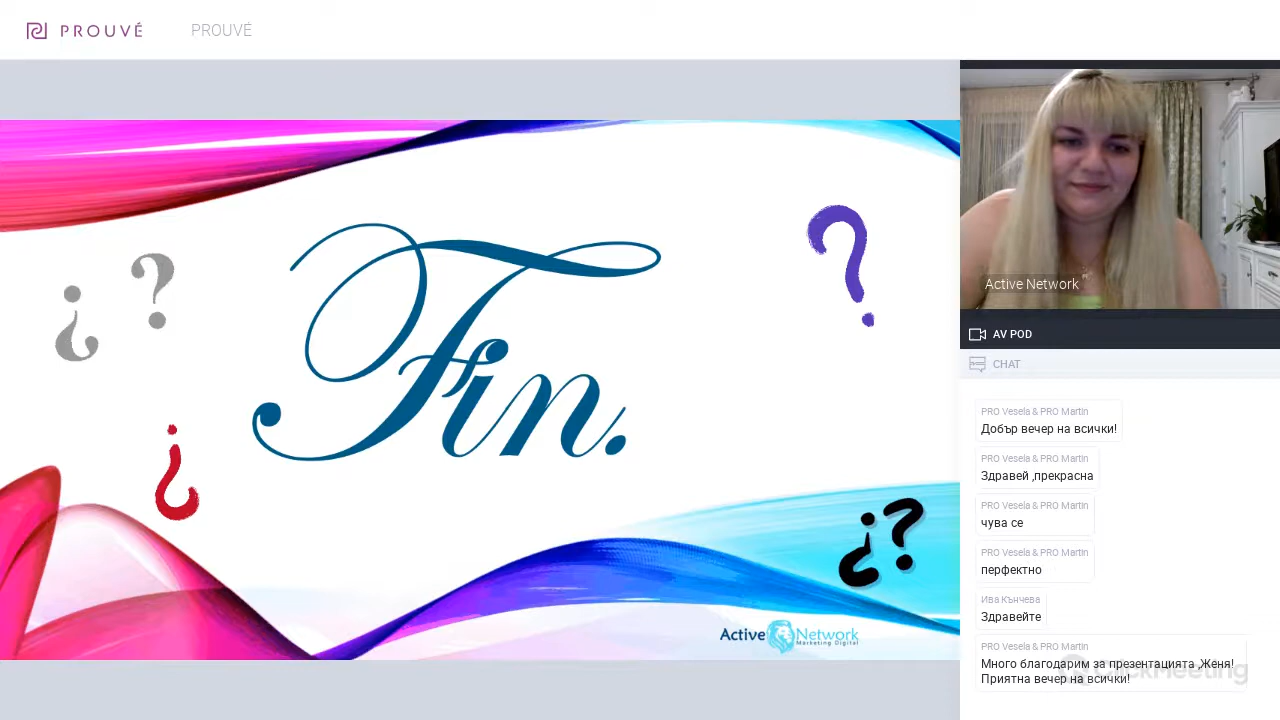 PROUVÉ
PROUVÉ
Fin.
Active Network
Marketing Digital
Active Network
AV POD
CHAT
PRO Vesela & PRO Martin
Добър вечер на всички!
PRO Vesela & PRO Martin
Здравей ,прекрасна
PRO Vesela & PRO Martin
чува се
PRO Vesela & PRO Martin
перфектно
Ива Кънчева
Здравейте
PRO Vesela & PRO Martin
Много благодарим за презентацията ,Женя!
Приятна вечер на всички!
ClickMeeting